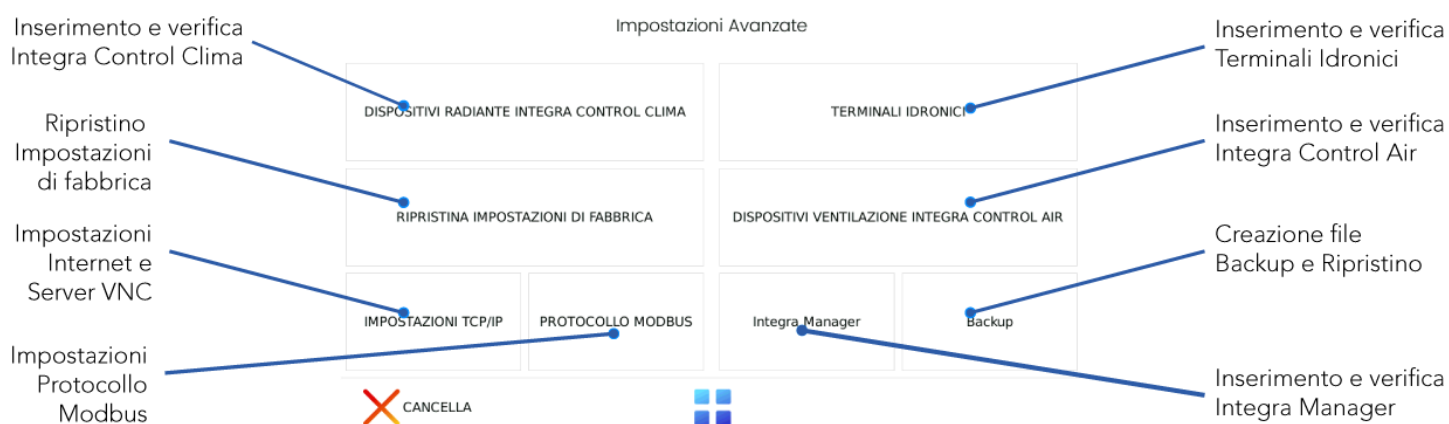 Impostazioni Avanzate
Inserimento e verifica
Integra Control Clima
Ripristino
Impostazioni
di fabbrica
Impostazioni
Internet e
Server VNC
Impostazioni
Protocollo
Modbus
DISPOSITIVI RADIANTE INTEGRA CONTROL CLIMA
TERMINALI IDRONICI
RIPRISTINA IMPOSTAZIONI DI FABBRICA
DISPOSITIVI VENTILAZIONE INTEGRA CONTROL AIR
IMPOSTAZIONI TCP/IP
PROTOCOLLO MODBUS
Integra Manager
Backup
CANCELLA
Inserimento e verifica
Terminali Idronici
Inserimento e verifica
Integra Control Air
Creazione file
Backup e Ripristino
Inserimento e verifica
Integra Manager